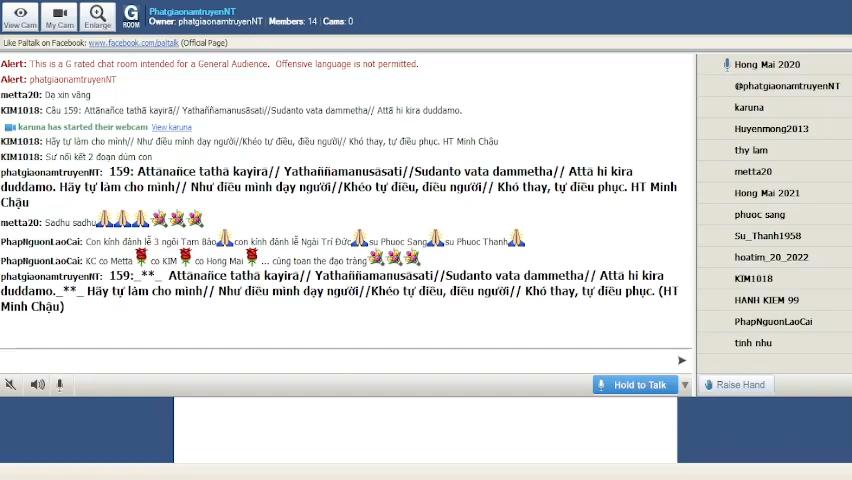 PhatgiaonamtruyenNT
Owner: phatgiaonamtruyenNT | Members: 14 | Cams: 0
View Cam
My Cam
Enlarge
G
ROOM
Like Paltalk on Facebook: www.facebook.com/paltalk (Official Page)
Alert: This is a G rated chat room intended for a General Audience. Offensive language is not permitted.
Alert: phatgiaonamtruyenNT
metta20: Dạ xin vâng
KIM1018: Câu 159: Attānañce tathā kayirā// Yathaññamanusāsati//Sudanto vata dammetha// Attā hi kira duddamo.
karuna has started their webcam View karuna
KIM1018: Hãy tự làm cho mình// Như điều mình dạy người//Khéo tự điều, điều người// Khó thay, tự điều phục. HT Minh Chậu
KIM1018: Sư nối kết 2 đoạn dùm con
phatgiaonamtruyenNT: 159: Attānañce tathā kayirā// Yathaññamanusāsati//Sudanto vata dammetha// Attā hi kira
duddamo. Hãy tự làm cho mình// Như điều mình dạy người//Khéo tự điều, điều người// Khó thay, tự điều phục. HT Minh
Châu
metta20: Sadhu sadhu
PhapNguonLaoCai: Con kính đảnh lễ 3 ngôi Tam Bảo con kính đảnh lễ Ngài Trí Đức su Phuoc Sang su Phuoc Thanh
PhapNguonLaoCai: KC co Metta co KIM co Hong Mai ... cùng toan the đạo tràng
phatgiaonamtruyenNT: 159:_**_ Attānañce tathā kayirā// Yathaññamanusāsati//Sudanto vata dammetha// Attā hi kira
duddamo._**_ Hãy tự làm cho mình// Như điều mình dạy người//Khéo tự điều, điều người// Khó thay, tự điều phục. (HT
Minh Châu)
Hold to Talk
Raise Hand
Hong Mai 2020
@phatgiaonamtruyenNT
karuna
Huyenmong2013
thy lam
metta20
Hong Mai 2021
phuoc sang
Su_Thanh1958
hoatim_20_2022
KIM1018
HANH KIEM 99
PhapNguonLaoCai
tinh nhu